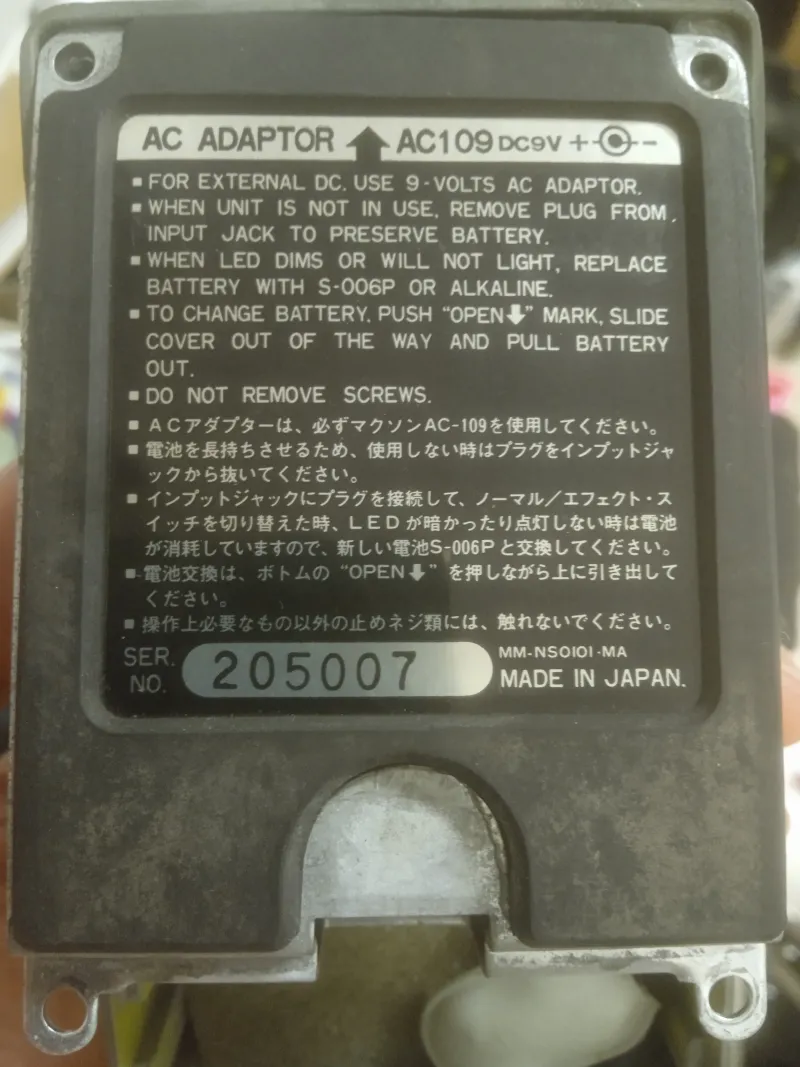 AC ADAPTOR ⬆ AC109 DC9V + -
▪ FOR EXTERNAL DC. USE 9-VOLTS AC ADAPTOR.
▪ WHEN UNIT IS NOT IN USE, REMOVE PLUG FROM
INPUT JACK TO PRESERVE BATTERY.
▪ WHEN LED DIMS OR WILL NOT LIGHT, REPLACE
BATTERY WITH S-006P OR ALKALINE.
▪ TO CHANGE BATTERY, PUSH “OPEN⬇” MARK, SLIDE
COVER OUT OF THE WAY AND PULL BATTERY
OUT.
▪ DO NOT REMOVE SCREWS.
▪ ACアダプターは、必ずマクソンAC-109を使用してください。
▪ 電池を長持ちさせるため、使用しない時はプラグをインプットジャ
ックから抜いてください。
▪ インプットジャックにプラグを接続して、ノーマル／エフェクト・ス
イッチを切り替えた時、LEDが暗かったり点灯しない時は電池
が消耗していますので、新しい電池S-006Pと交換してください。
▪ 電池交換は、ボトムの“OPEN⬇”を押しながら上に引き出して
ください。
▪ 操作上必要なもの以外の止めネジ類には、触れないでください。
SER. NO. 205007
MM-NS0101-MA
MADE IN JAPAN.